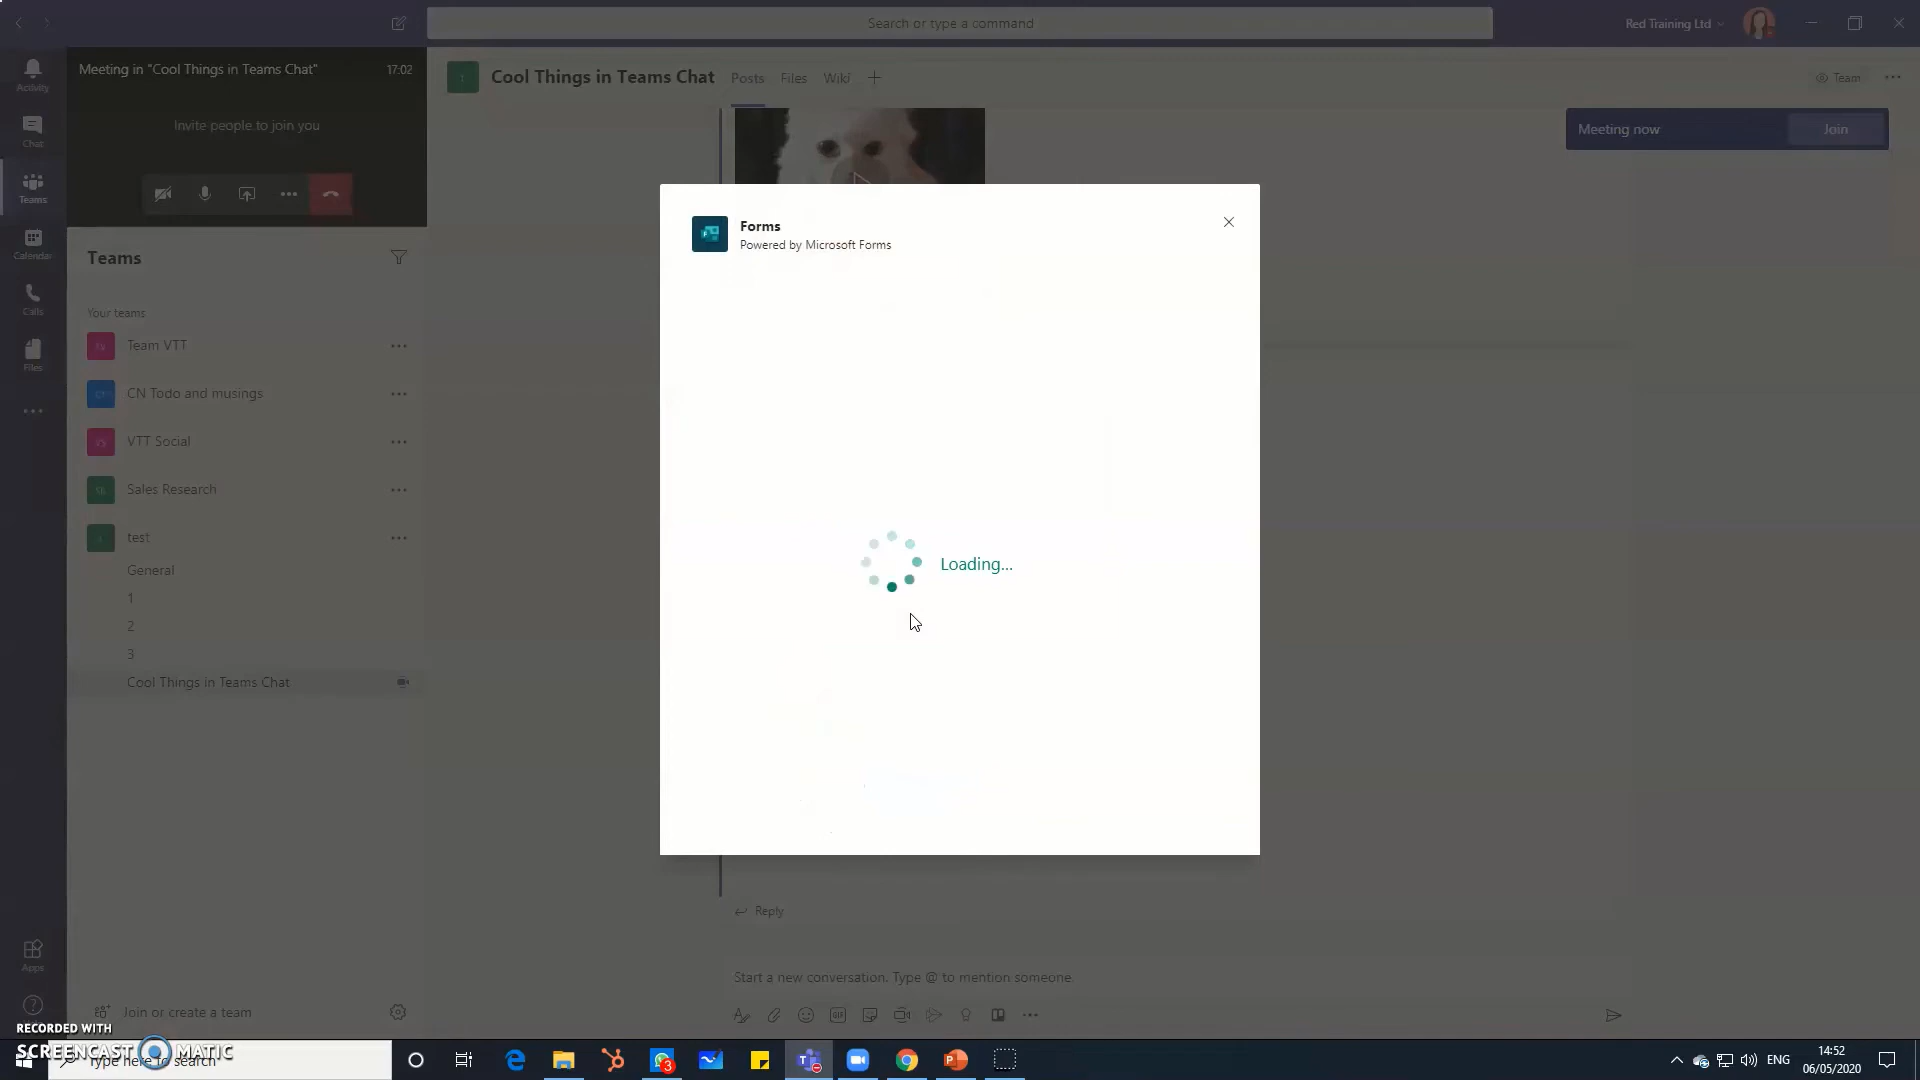 Search or type a command
Red Training Ltd
Activity
Chat
Teams
Calendar
Calls
Files
Apps
Meeting in "Cool Things in Teams Chat"
17:02
Invite people to join you
Teams
Your teams
Team VTT
CN Todo and musings
VTT Social
Sales Research
test
General
1
2
3
Cool Things in Teams Chat
Join or create a team
Cool Things in Teams Chat Posts Files Wiki
Team
Meeting now
Join
Forms
Powered by Microsoft Forms
Loading...
Reply
Start a new conversation. Type @ to mention someone.
RECORDED WITH
SCREENCAST MATIC
Type here to search
3
ENG
14:52
06/05/2020